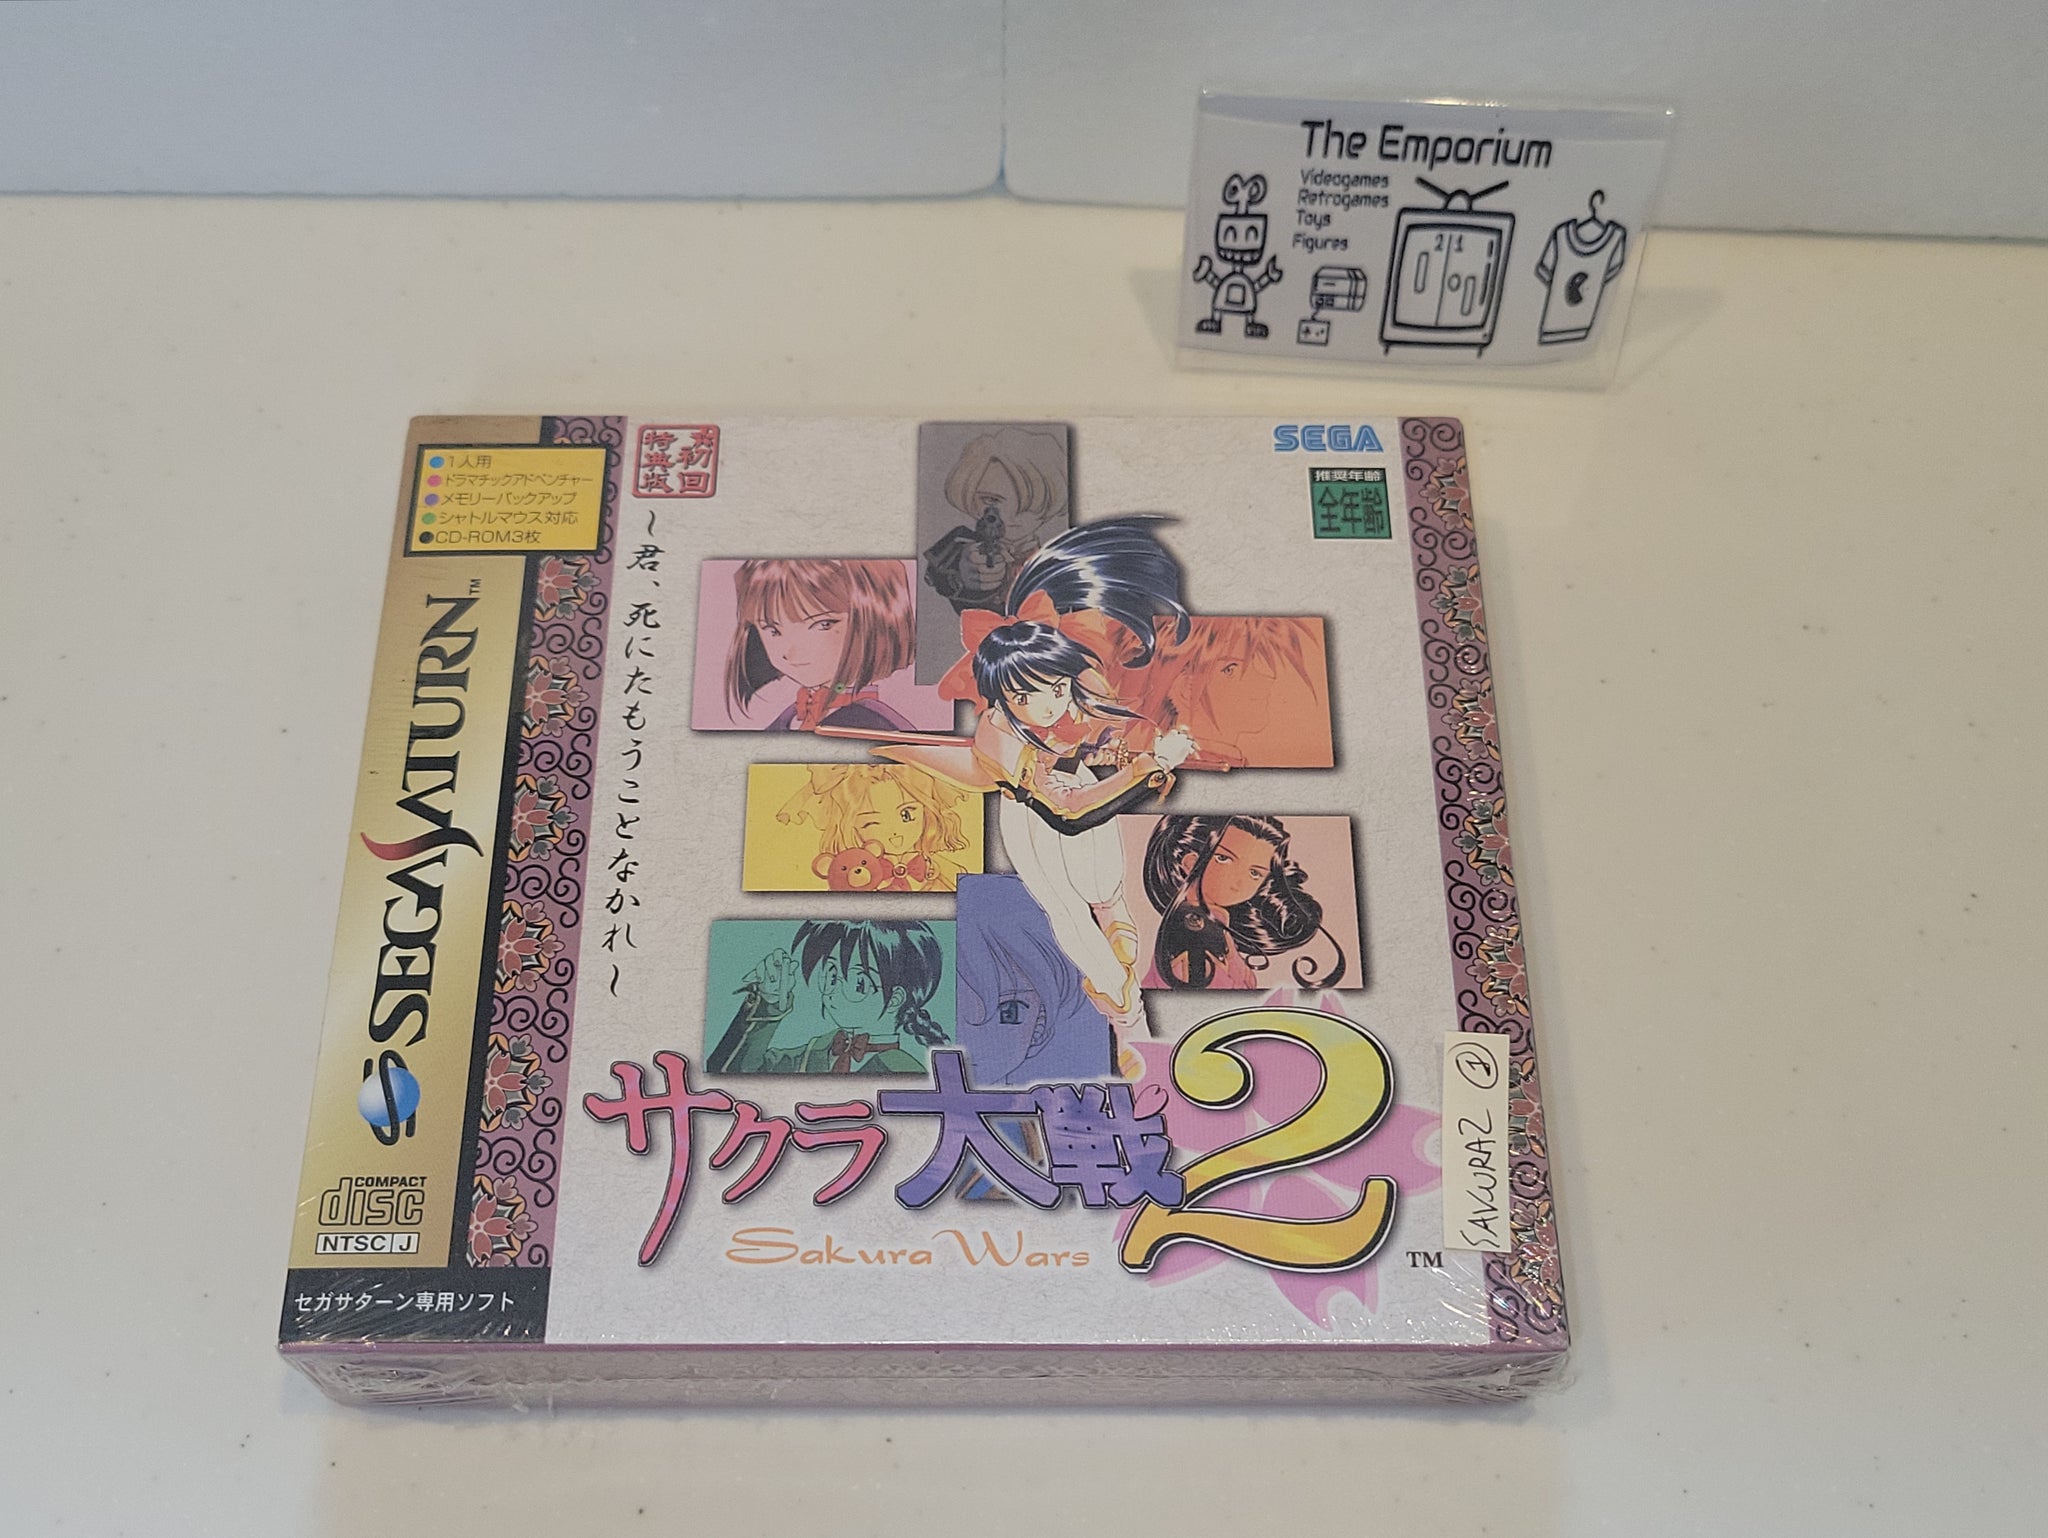 The Emporium
Videogames
Retrogames
Toys
Figures
21
1人用
ドラマチックアドベンチャー
メモリーバックアップ
シャトルマウス対応
CD-ROM3枚
SEGA SATURN™
COMPACT
disc
NTSC J
セガサターン専用ソフト
初回
特典版
~君、死にたもうことなかれ~
SEGA
推奨年齢
全年齢
サクラ大戦2
Sakura Wars
TM
SAKURA2 1